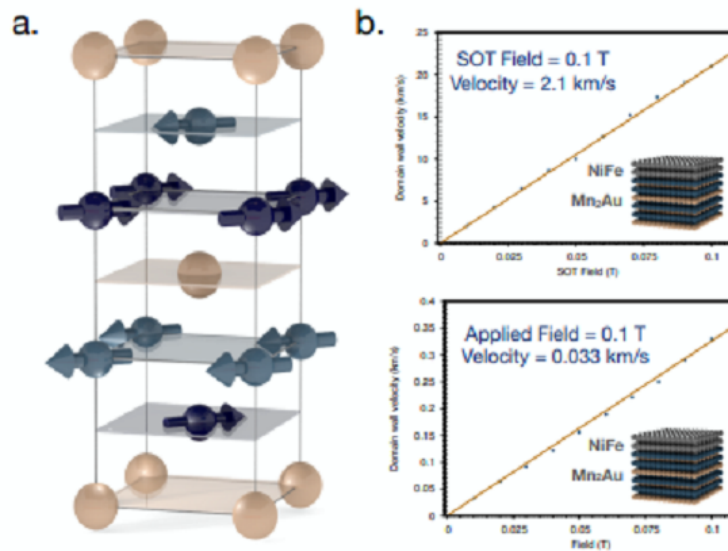 a.
b.
SOT Field = 0.1 T
Velocity = 2.1 km/s
NiFe
Mn₂Au
Domain wall velocity (km/s)
25
20
15
10
5
0
0
0.025
0.05
0.075
0.1
SOT Field (T)
Applied Field = 0.1 T
Velocity = 0.033 km/s
NiFe
Mn₂Au
Domain wall velocity (km/s)
0.4
0.35
0.3
0.25
0.2
0.15
0.1
0.05
0
0
0.025
0.05
0.075
0.1
Field (T)